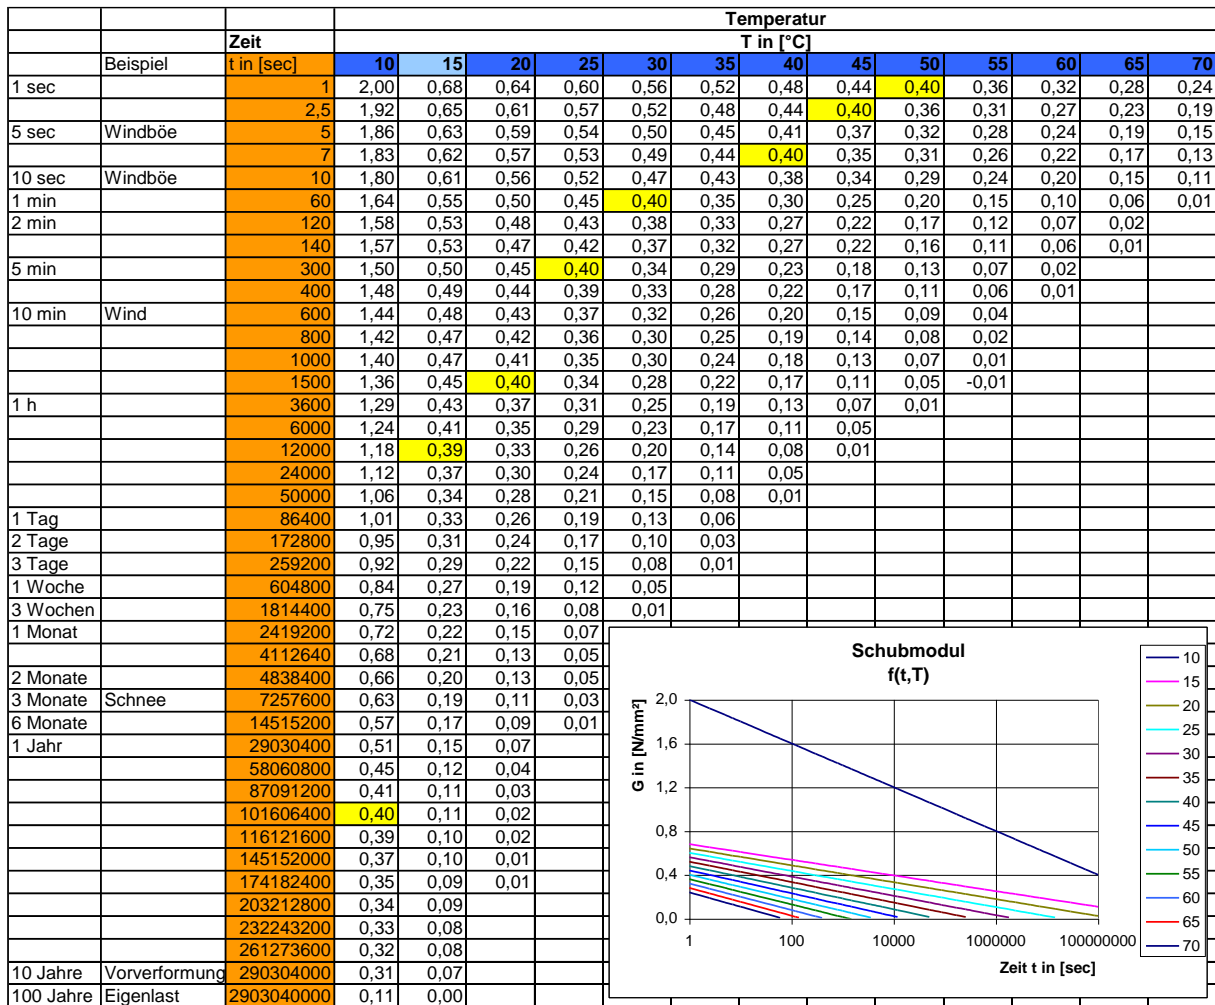 Temperatur
Zeit T in [°C]
Beispiel t in [sec] 10 15 20 25 30 35 40 45 50 55 60 65 70
1 sec 1 2,00 0,68 0,64 0,60 0,56 0,52 0,48 0,44 0,40 0,36 0,32 0,28 0,24
2,5 1,92 0,65 0,61 0,57 0,52 0,48 0,44 0,40 0,36 0,31 0,27 0,23 0,19
5 sec Windböe 5 1,86 0,63 0,59 0,54 0,50 0,45 0,41 0,37 0,32 0,28 0,24 0,19 0,15
7 1,83 0,62 0,57 0,53 0,49 0,44 0,40 0,35 0,31 0,26 0,22 0,17 0,13
10 sec Windböe 10 1,80 0,61 0,56 0,52 0,47 0,43 0,38 0,34 0,29 0,24 0,20 0,15 0,11
1 min 60 1,64 0,55 0,50 0,45 0,40 0,35 0,30 0,25 0,20 0,15 0,10 0,06 0,01
2 min 120 1,58 0,53 0,48 0,43 0,38 0,33 0,27 0,22 0,17 0,12 0,07 0,02
140 1,57 0,53 0,47 0,42 0,37 0,32 0,27 0,22 0,16 0,11 0,06 0,01
5 min 300 1,50 0,50 0,45 0,40 0,34 0,29 0,23 0,18 0,13 0,07 0,02
400 1,48 0,49 0,44 0,39 0,33 0,28 0,22 0,17 0,11 0,06 0,01
10 min Wind 600 1,44 0,48 0,43 0,37 0,32 0,26 0,20 0,15 0,09 0,04
800 1,42 0,47 0,42 0,36 0,30 0,25 0,19 0,14 0,08 0,02
1000 1,40 0,47 0,41 0,35 0,30 0,24 0,18 0,13 0,07 0,01
1500 1,36 0,45 0,40 0,34 0,28 0,22 0,17 0,11 0,05 -0,01
1 h 3600 1,29 0,43 0,37 0,31 0,25 0,19 0,13 0,07 0,01
6000 1,24 0,41 0,35 0,29 0,23 0,17 0,11 0,05
12000 1,18 0,39 0,33 0,26 0,20 0,14 0,08 0,01
24000 1,12 0,37 0,30 0,24 0,17 0,11 0,05
50000 1,06 0,34 0,28 0,21 0,15 0,08 0,01
1 Tag 86400 1,01 0,33 0,26 0,19 0,13 0,06
2 Tage 172800 0,95 0,31 0,24 0,17 0,10 0,03
3 Tage 259200 0,92 0,29 0,22 0,15 0,08 0,01
1 Woche 604800 0,84 0,27 0,19 0,12 0,05
3 Wochen 1814400 0,75 0,23 0,16 0,08 0,01
1 Monat 2419200 0,72 0,22 0,15 0,07
4112640 0,68 0,21 0,13 0,05
2 Monate 4838400 0,66 0,20 0,13 0,05
3 Monate Schnee 7257600 0,63 0,19 0,11 0,03
6 Monate 14515200 0,57 0,17 0,09 0,01
1 Jahr 29030400 0,51 0,15 0,07
58060800 0,45 0,12 0,04
87091200 0,41 0,11 0,03
101606400 0,40 0,11 0,02
116121600 0,39 0,10 0,02
145152000 0,37 0,10 0,01
174182400 0,35 0,09 0,01
203212800 0,34 0,09
232243200 0,33 0,08
261273600 0,32 0,08
10 Jahre Vorverformung 290304000 0,31 0,07
100 Jahre Eigenlast 2903040000 0,11 0,00
Schubmodul
f(t,T)
G in [N/mm²]
2,0
1,6
1,2
0,8
0,4
0,0
1 100 10000 1000000 100000000
Zeit t in [sec]
10
15
20
25
30
35
40
45
50
55
60
65
70